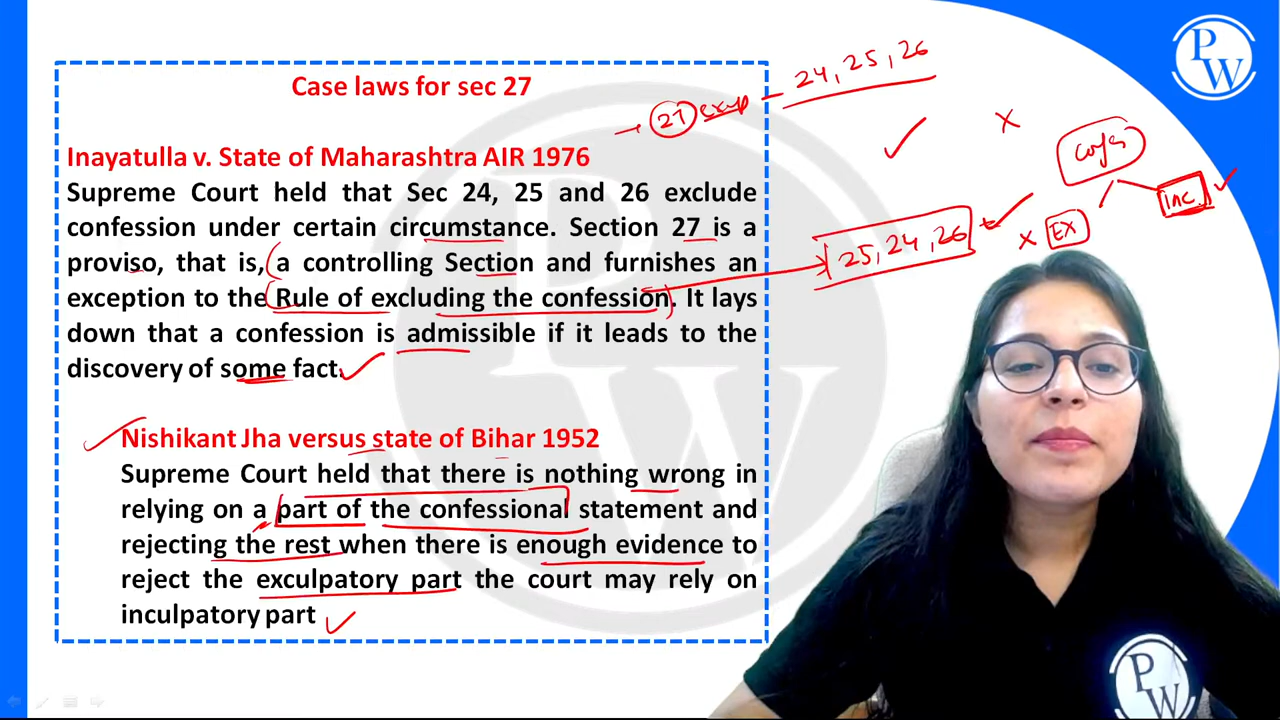 Case laws for sec 27
Inayatulla v. State of Maharashtra AIR 1976
Supreme Court held that Sec 24, 25 and 26 exclude
confession under certain circumstance. Section 27 is a
proviso, that is, a controlling Section and furnishes an
exception to the Rule of excluding the confession. It lays
down that a confession is admissible if it leads to the
discovery of some fact.
Nishikant Jha versus state of Bihar 1952
Supreme Court held that there is nothing wrong in
relying on a part of the confessional statement and
rejecting the rest when there is enough evidence to
reject the exculpatory part the court may rely on
inculpatory part
27
24, 25, 26
25, 24, 26
Ex
Inc.
PW
PW
PW